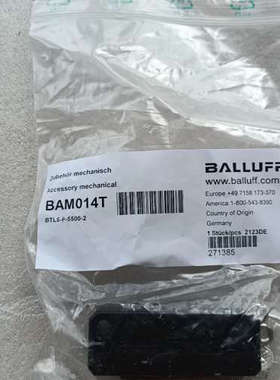 Zubehör mechanisch
Accessory mechanical
BAM014T
BTL5-P-5500-2
BALLUFF
www.balluff.com
Europe +49 7158 173-370
America 1-800-543-8390
Country of Origin
Germany
1 Stück/pcs 2123DE
271385